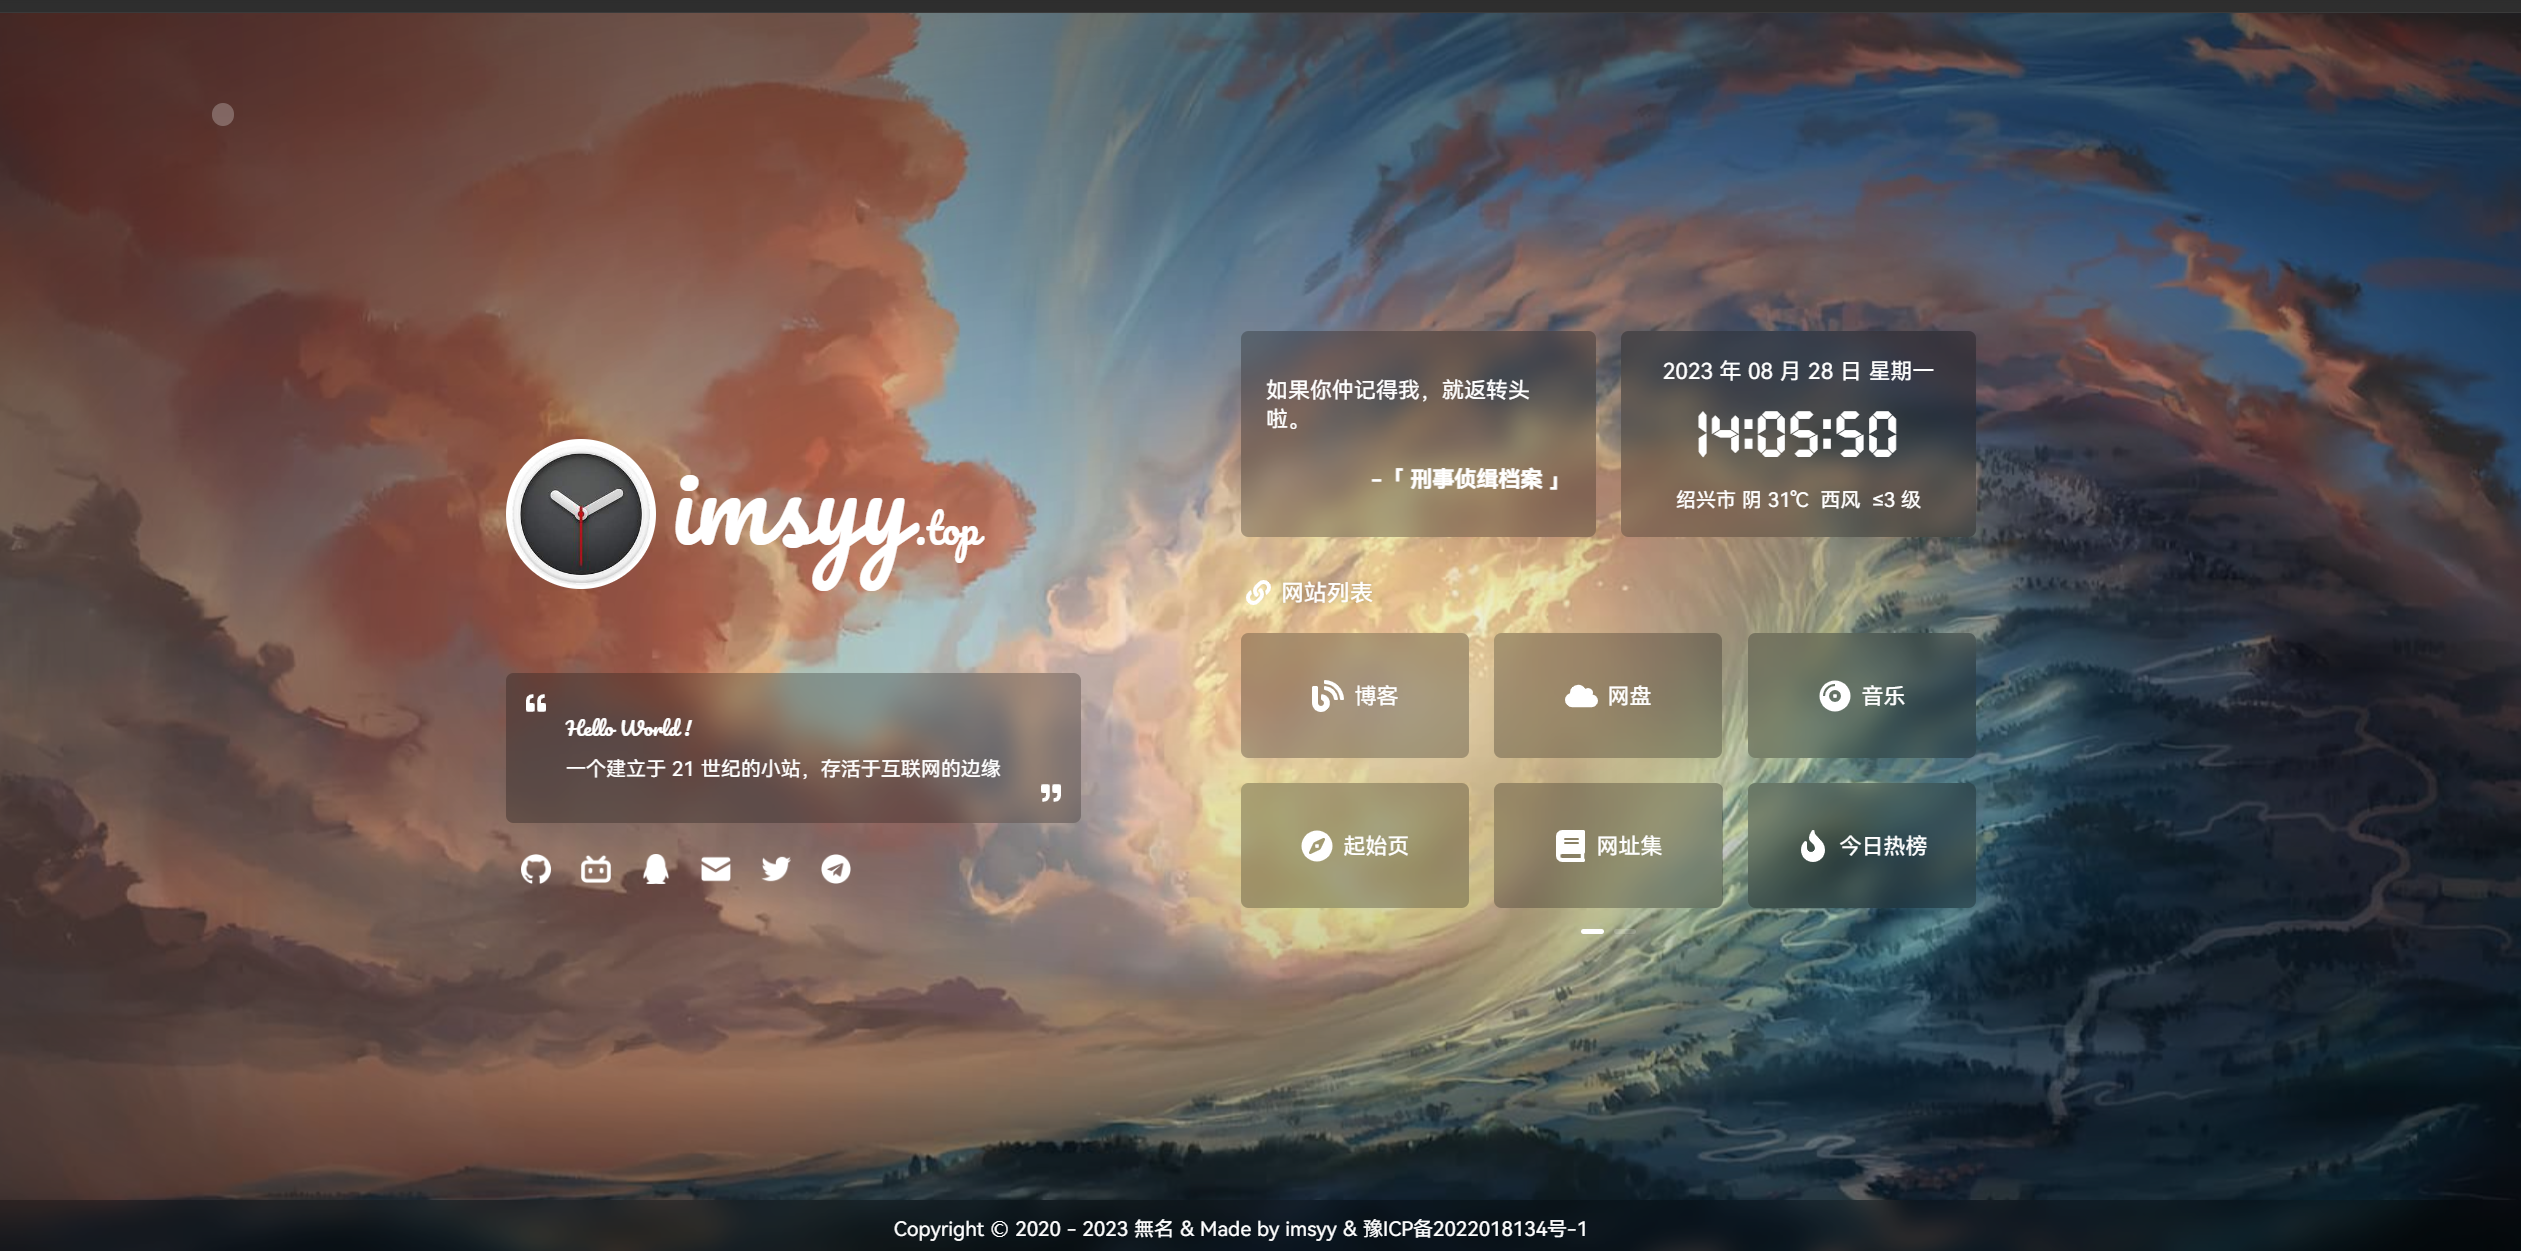 imsyy.top
Hello World !
一个建立于 21 世纪的小站，存活于互联网的边缘
如果你仲记得我，就返转头
啦。
-「 刑事侦缉档案 」
2023 年 08 月 28 日 星期一
14:05:50
绍兴市 阴 31℃ 西风 ≤3 级
网站列表
博客
网盘
音乐
起始页
网址集
今日热榜
Copyright © 2020 - 2023 無名 & Made by imsyy & 豫ICP备2022018134号-1